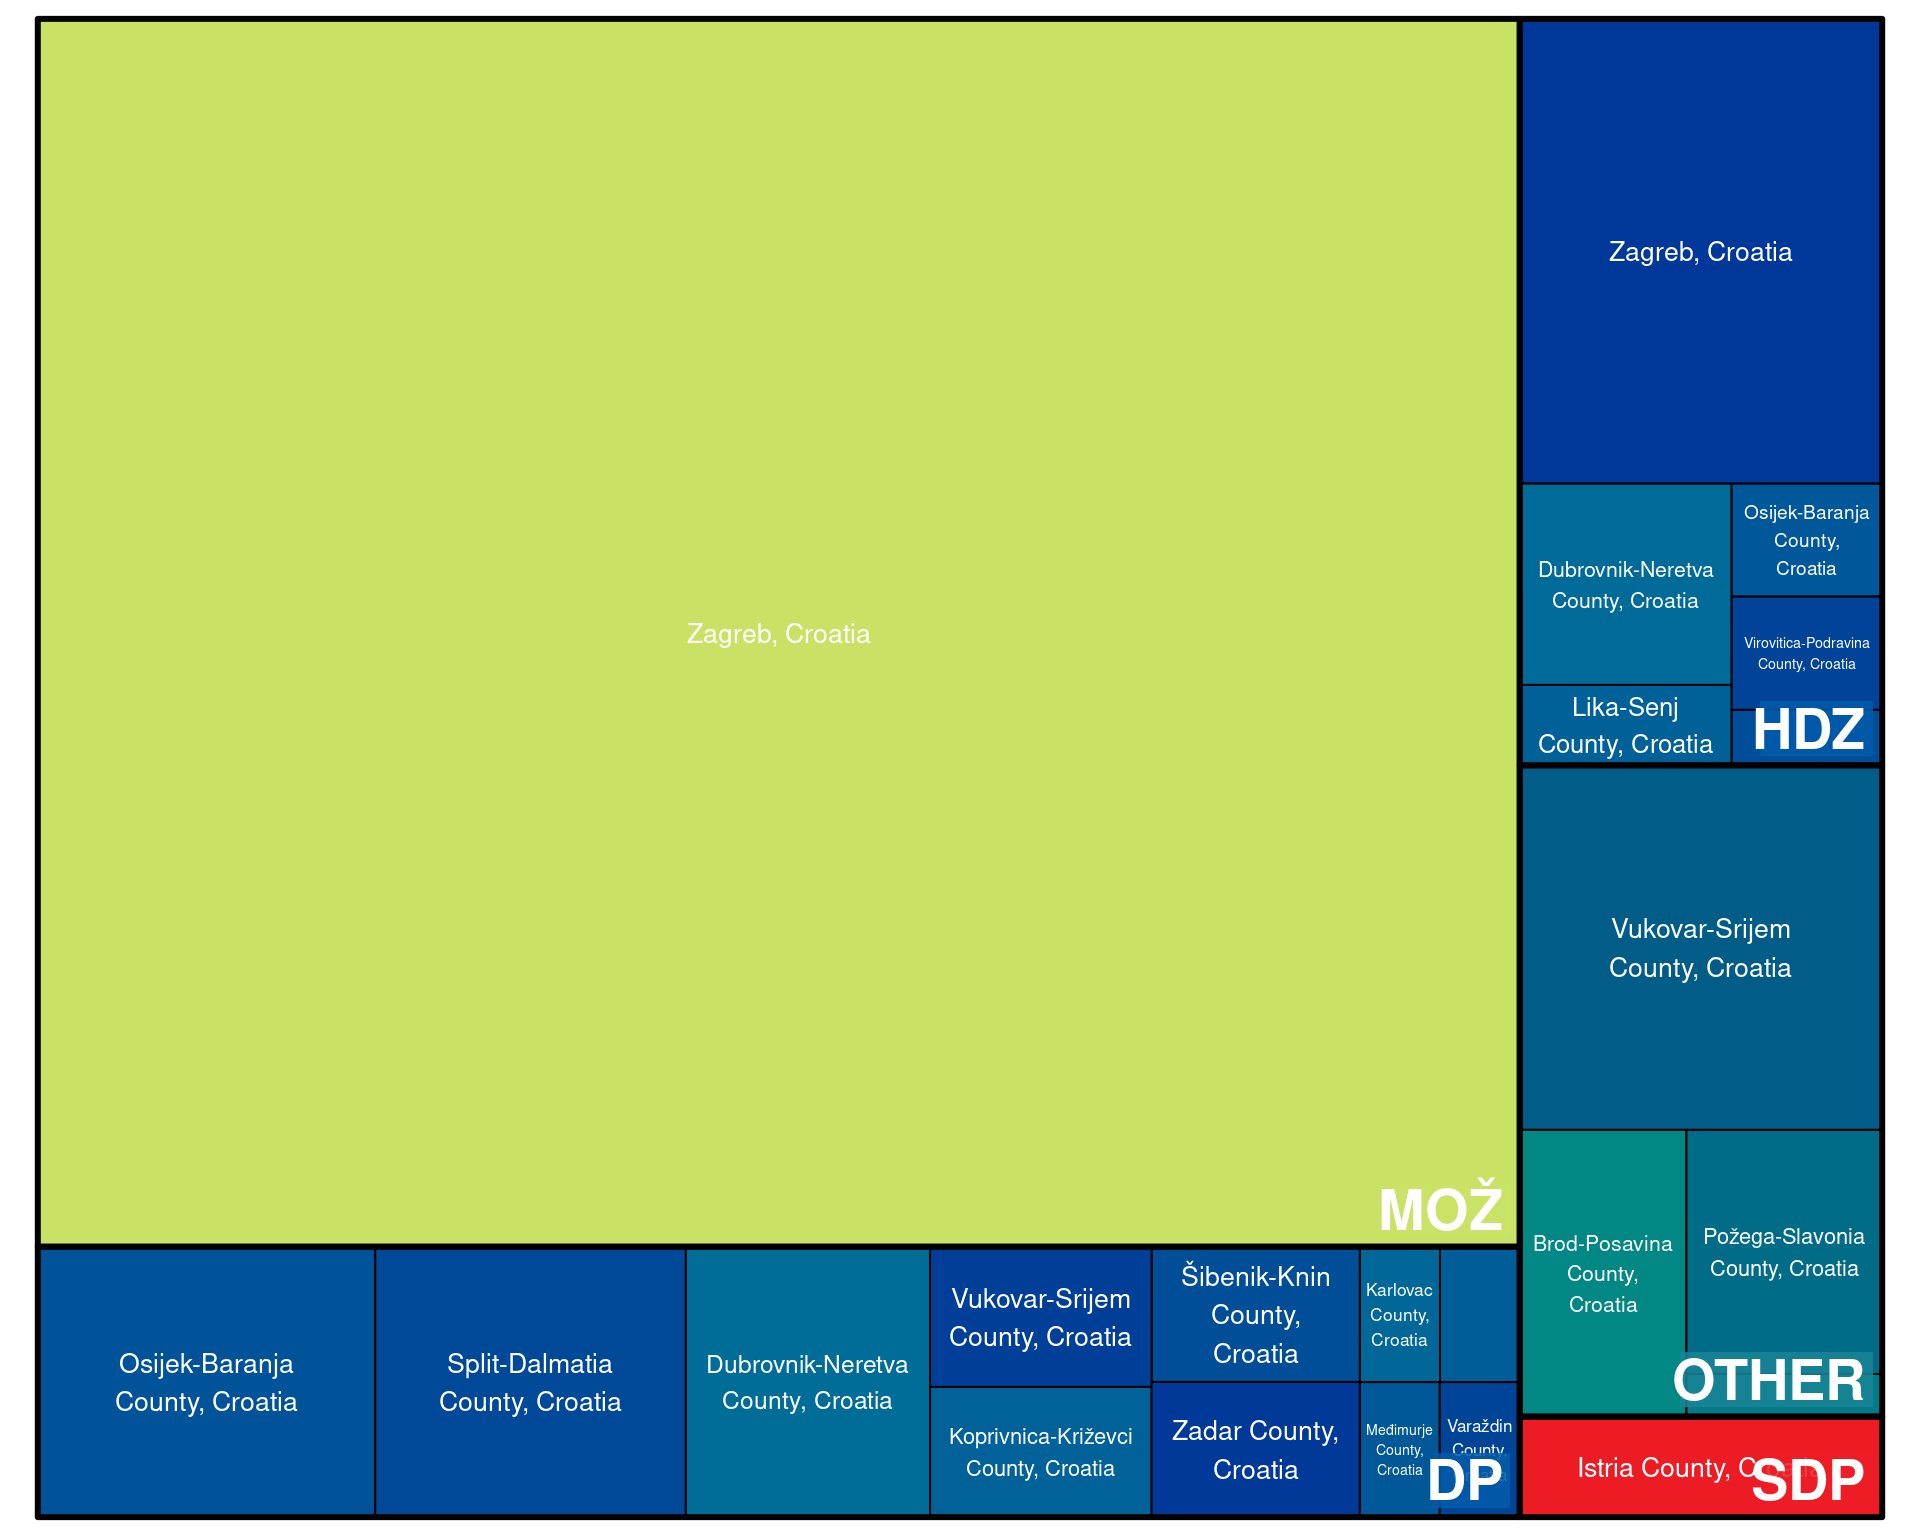 Zagreb, Croatia
MOŽ
Osijek-Baranja
County, Croatia
Split-Dalmatia
County, Croatia
Dubrovnik-Neretva
County, Croatia
Vukovar-Srijem
County, Croatia
Koprivnica-Križevci
County, Croatia
Šibenik-Knin
County,
Croatia
Zadar County,
Croatia
Karlovac
County,
Croatia
Međimurje
County,
Croatia
Varaždin
County,
DP
Zagreb, Croatia
Dubrovnik-Neretva
County, Croatia
Osijek-Baranja
County,
Croatia
Virovitica-Podravina
County, Croatia
Lika-Senj
County, Croatia
HDZ
Vukovar-Srijem
County, Croatia
Brod-Posavina
County,
Croatia
Požega-Slavonia
County, Croatia
OTHER
Istria County,
SDP